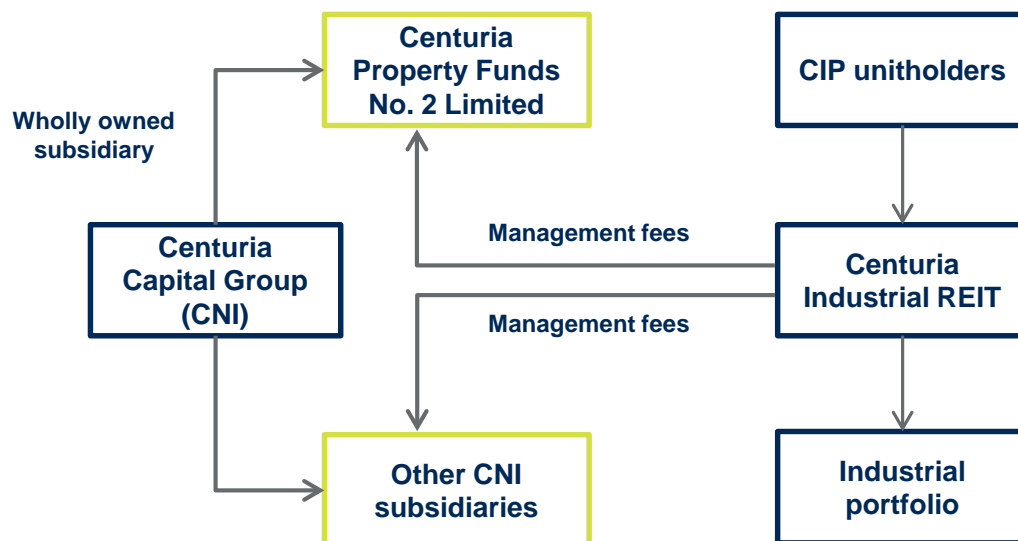 Centuria
Property Funds
No. 2 Limited
CIP unitholders
Wholly owned
subsidiary
Management fees
Centuria
Capital Group
(CNI)
Centuria
Industrial REIT
Management fees
Other CNI
subsidiaries
Industrial
portfolio